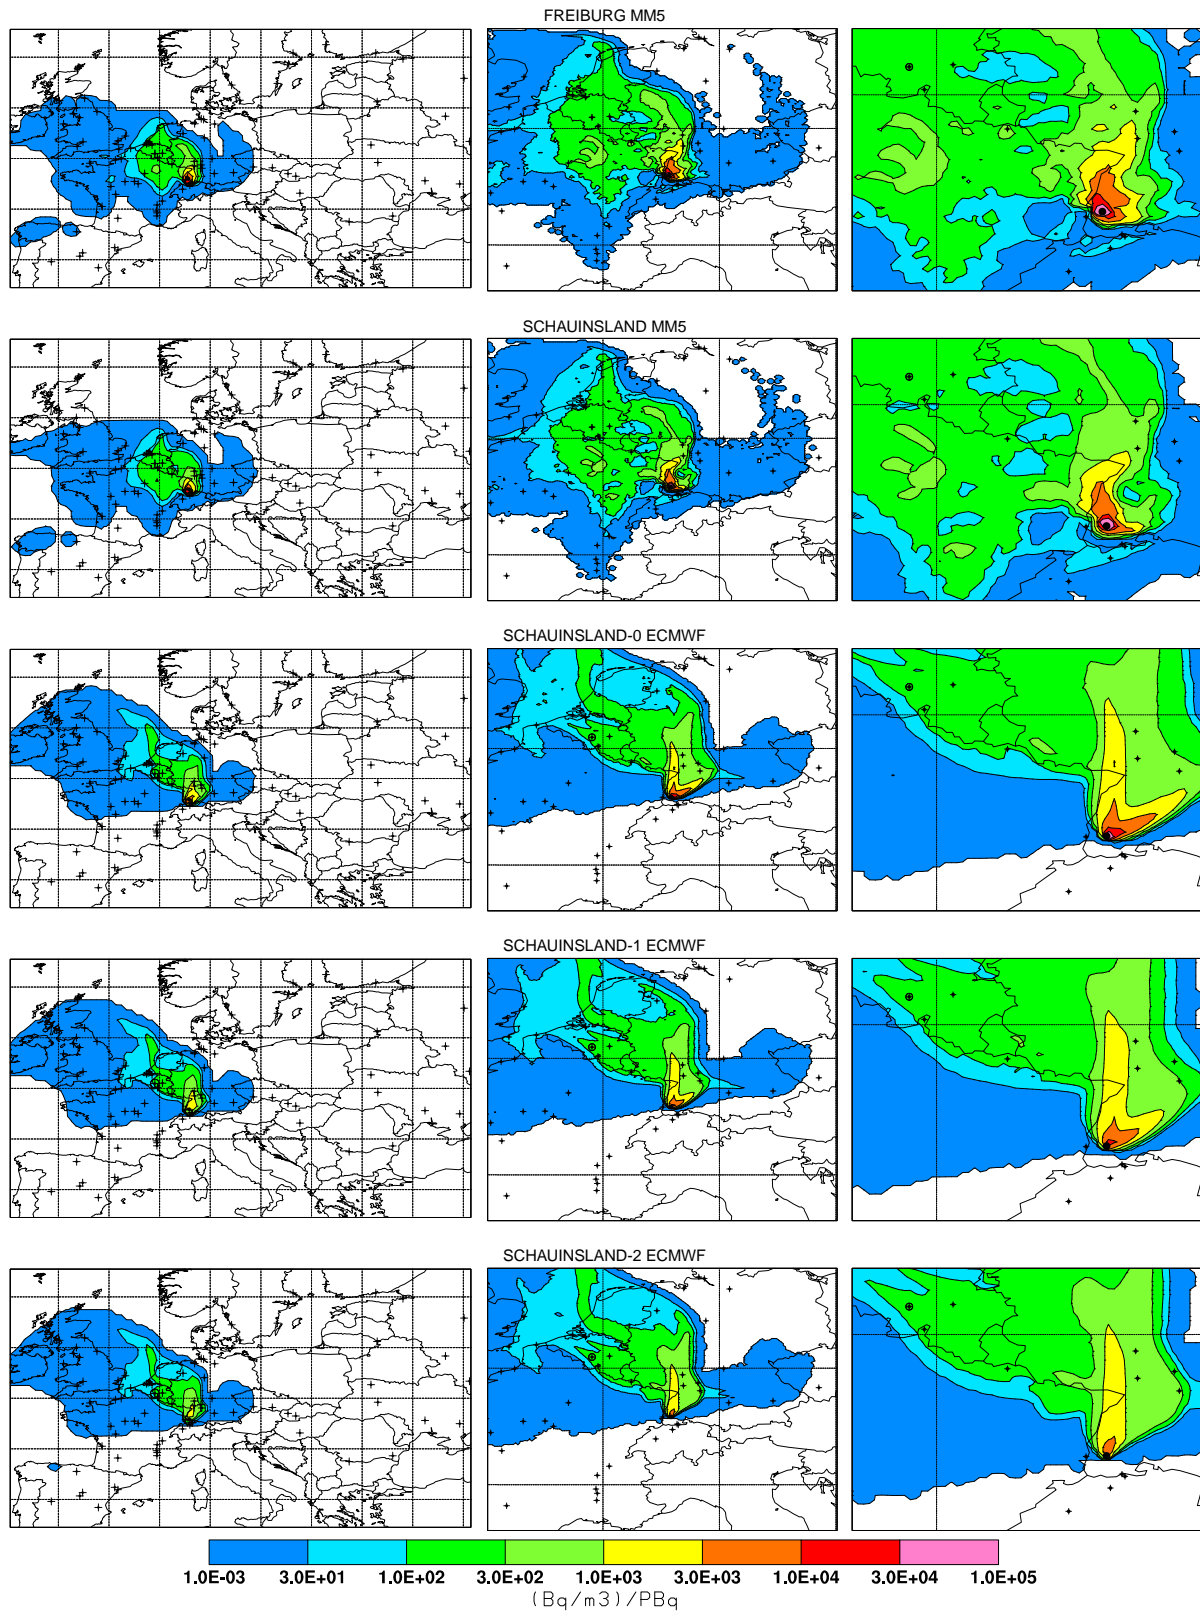 FREIBURG MM5
SCHAUINSLAND MM5
SCHAUINSLAND-0 ECMWF
SCHAUINSLAND-1 ECMWF
SCHAUINSLAND-2 ECMWF
1.0E-03 3.0E+01 1.0E+02 3.0E+02 1.0E+03 3.0E+03 1.0E+04 3.0E+04 1.0E+05
(Bq/m3)/PBq